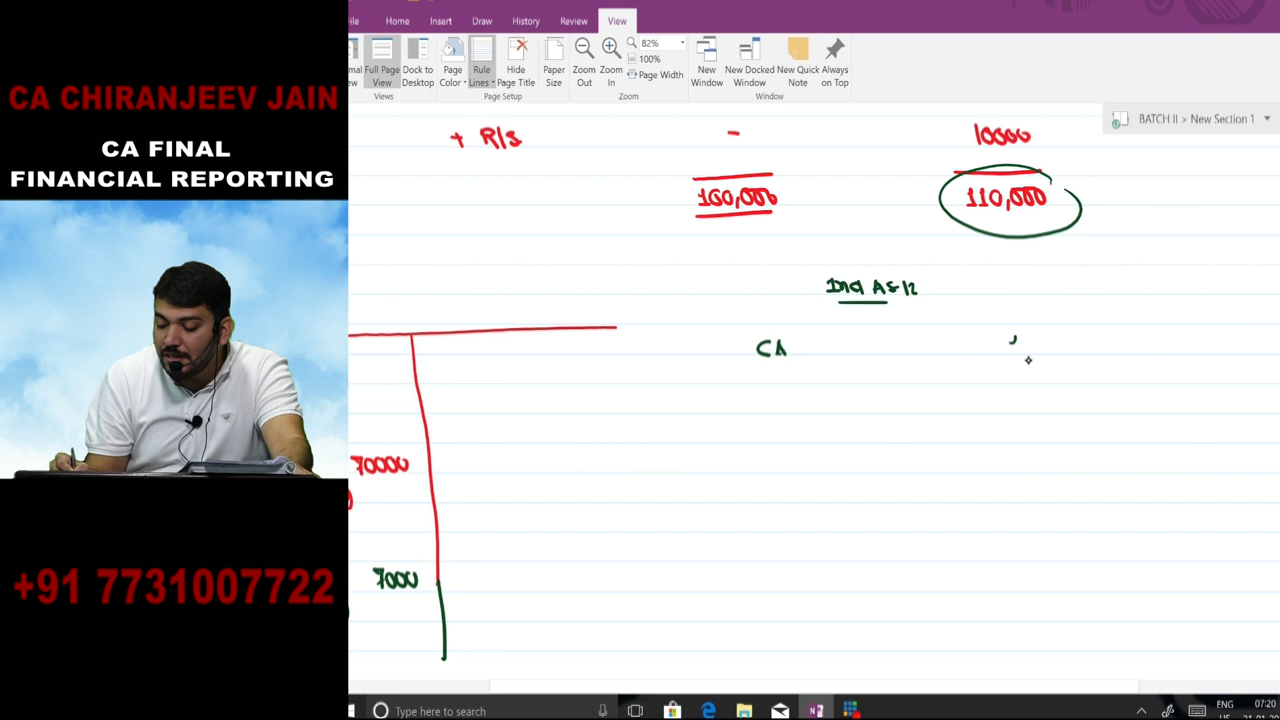 CA CHIRANJEEV JAIN
CA FINAL
FINANCIAL REPORTING
+91 7731007722
Home Insert Draw History Review View
Full Page View
Dock to Desktop
Views
Page Color
Rule Lines
Hide Page Title
Paper Size
Page Setup
Zoom Out
Zoom In
82%
100%
Page Width
Zoom
New Window
New Docked Window
New Quick Note
Always on Top
Window
BATCH II > New Section 1
+ R/s - 10000
100,000 110,000
Ind AS 12
CA
70000
7000
Type here to search
ENG
07:20